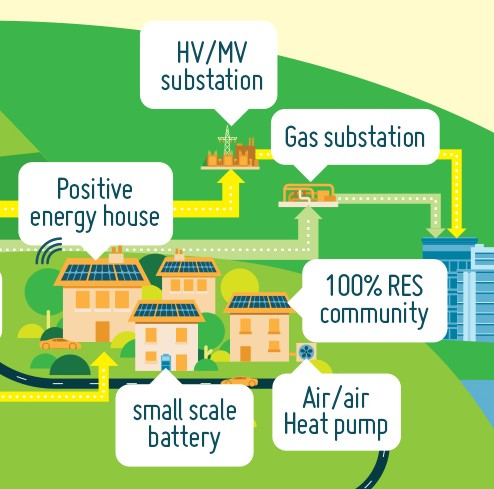 HV/MV
substation
Gas substation
Positive
energy house
100% RES
community
small scale
battery
Air/air
Heat pump